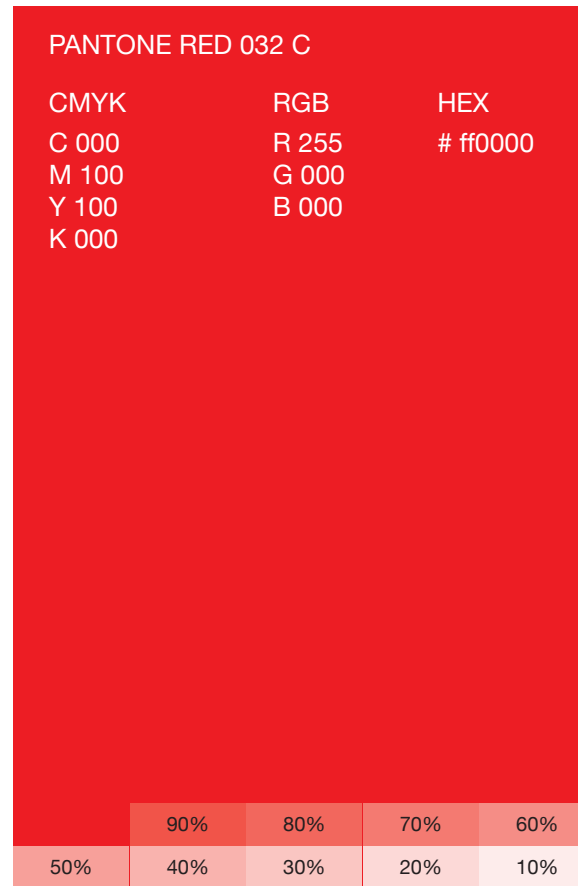 PANTONE RED 032 C
CMYK RGB HEX
C 000 R 255 # ff0000
M 100 G 000
Y 100 B 000
K 000
90% 80% 70% 60%
50% 40% 30% 20% 10%